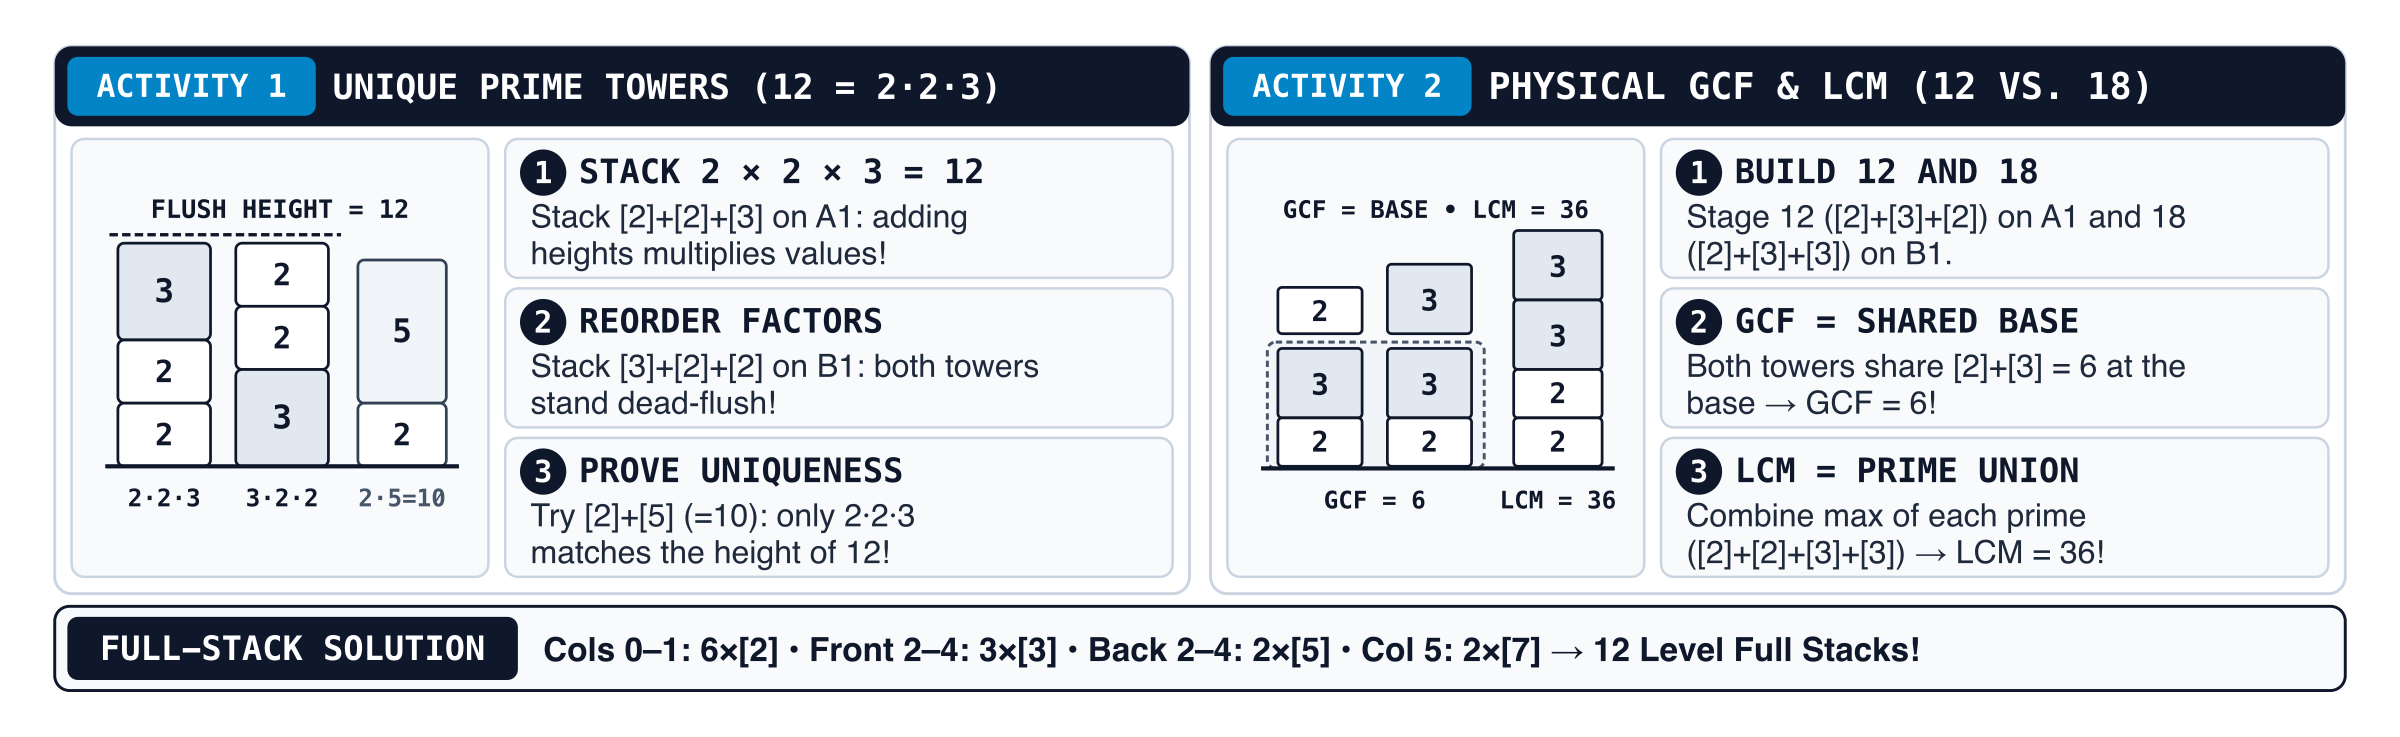 ACTIVITY 1 UNIQUE PRIME TOWERS (12 = 2·2·3)
FLUSH HEIGHT = 12
3
2
2
2
2
3
5
2
2·2·3 3·2·2 2·5=10
1 STACK 2 × 2 × 3 = 12
Stack [2]+[2]+[3] on A1: adding
heights multiplies values!
2 REORDER FACTORS
Stack [3]+[2]+[2] on B1: both towers
stand dead-flush!
3 PROVE UNIQUENESS
Try [2]+[5] (=10): only 2·2·3
matches the height of 12!
ACTIVITY 2 PHYSICAL GCF & LCM (12 VS. 18)
GCF = BASE • LCM = 36
2
3
2
3
3
2
3
3
2
2
GCF = 6 LCM = 36
1 BUILD 12 AND 18
Stage 12 ([2]+[3]+[2]) on A1 and 18
([2]+[3]+[3]) on B1.
2 GCF = SHARED BASE
Both towers share [2]+[3] = 6 at the
base → GCF = 6!
3 LCM = PRIME UNION
Combine max of each prime
([2]+[2]+[3]+[3]) → LCM = 36!
FULL–STACK SOLUTION Cols 0–1: 6×[2] • Front 2–4: 3×[3] • Back 2–4: 2×[5] • Col 5: 2×[7] → 12 Level Full Stacks!